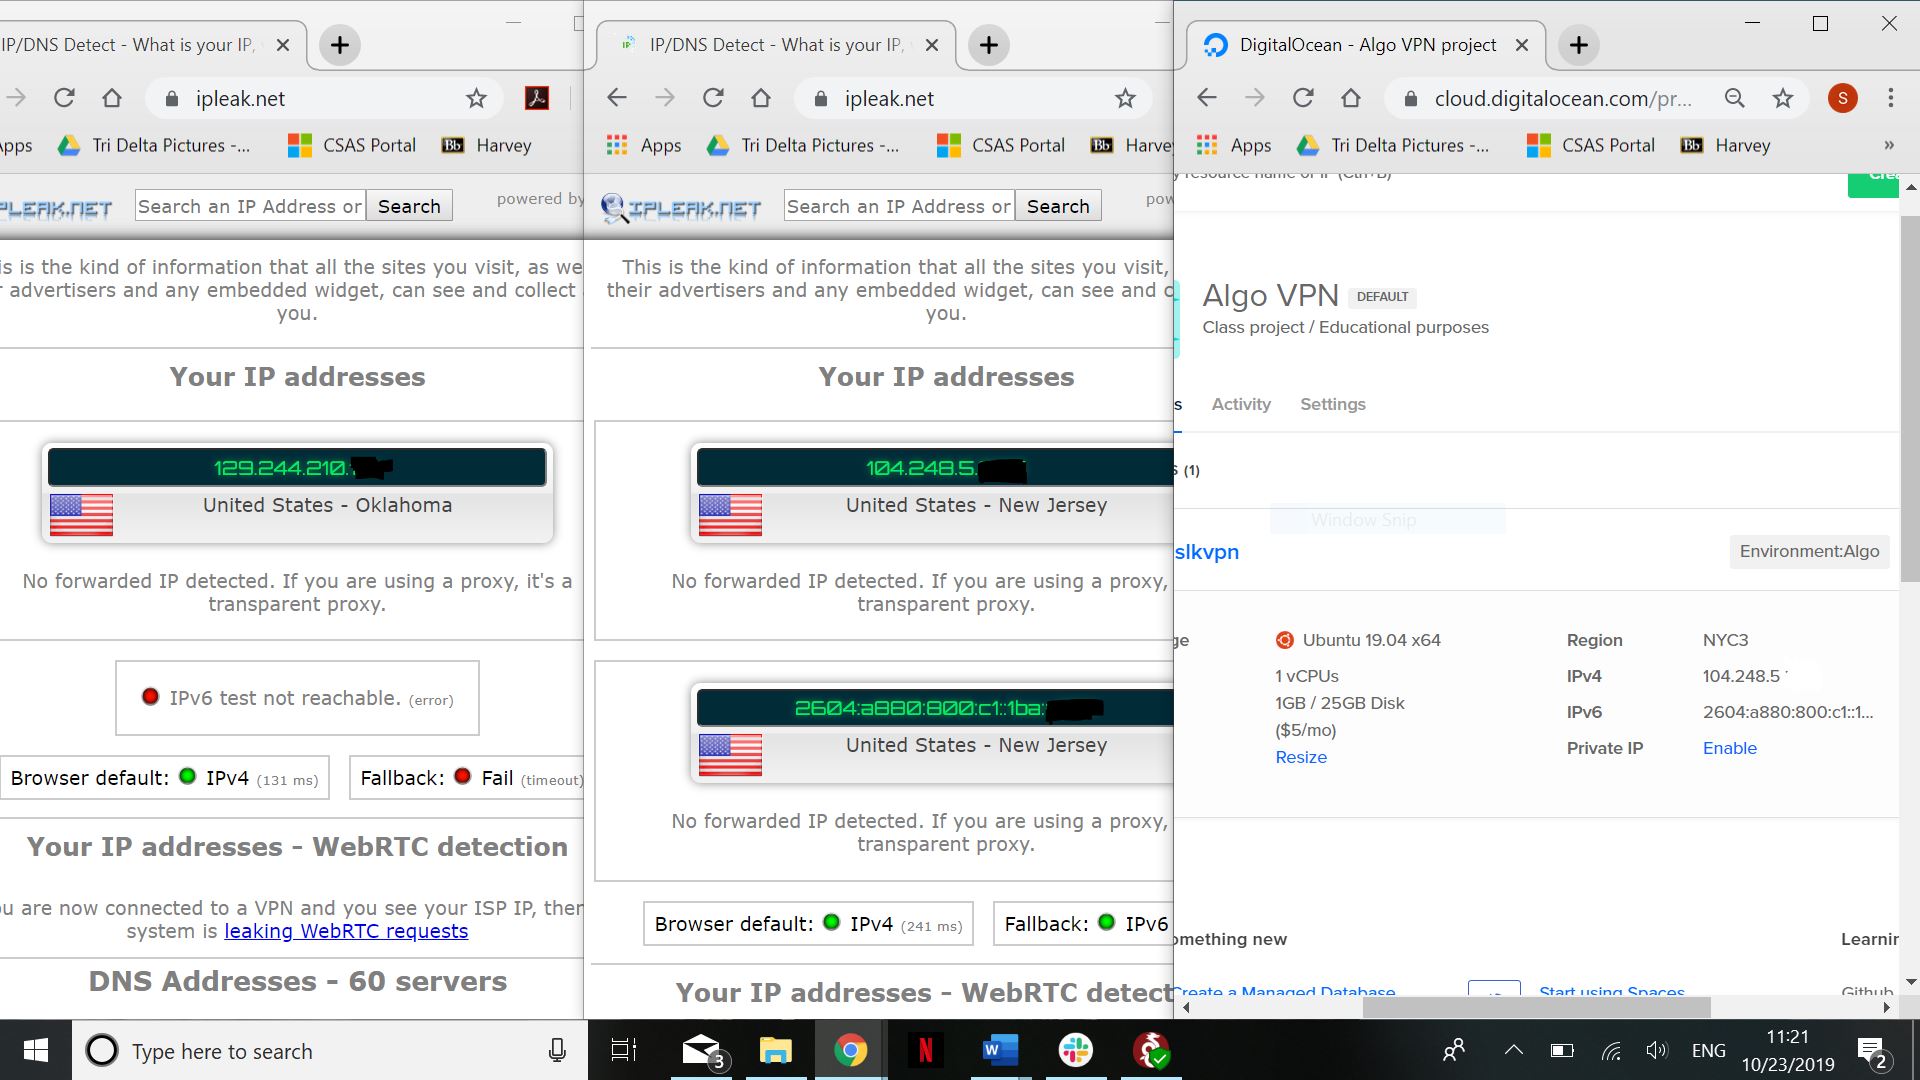 IP/DNS Detect - What is your IP,
ipleak.net
Apps
Tri Delta Pictures -...
CSAS Portal
Bb
Harvey
IPLEAK.NET
Search an IP Address or
Search
powered by
is is the kind of information that all the sites you visit, as we
r advertisers and any embedded widget, can see and collect
you.
Your IP addresses
129.244.210.
United States - Oklahoma
No forwarded IP detected. If you are using a proxy, it's a
transparent proxy.
IPv6 test not reachable. (error)
Browser default: IPv4 (131 ms)
Fallback: Fail (timeout)
Your IP addresses - WebRTC detection
u are now connected to a VPN and you see your ISP IP, then
system is leaking WebRTC requests
DNS Addresses - 60 servers
IP/DNS Detect - What is your IP,
ipleak.net
Apps
Tri Delta Pictures -...
CSAS Portal
Bb
Harvey
IPLEAK.NET
Search an IP Address or
Search
pow
This is the kind of information that all the sites you visit,
their advertisers and any embedded widget, can see and c
you.
Your IP addresses
104.248.5.
United States - New Jersey
No forwarded IP detected. If you are using a proxy,
transparent proxy.
2604:a880:800:c1::1ba:
United States - New Jersey
No forwarded IP detected. If you are using a proxy,
transparent proxy.
Browser default: IPv4 (241 ms)
Fallback: IPv6
Your IP addresses - WebRTC detect
DigitalOcean - Algo VPN project
cloud.digitalocean.com/pr...
S
Apps
Tri Delta Pictures -...
CSAS Portal
Bb
Harvey
»
y resource name or IP (Ctrl+B)
Crea
Algo VPN DEFAULT
Class project / Educational purposes
s
Activity
Settings
s (1)
Window Snip
slkvpn
Environment:Algo
ge
Ubuntu 19.04 x64
1 vCPUs
1GB / 25GB Disk
($5/mo)
Resize
Region NYC3
IPv4 104.248.5
IPv6 2604:a880:800:c1::1...
Private IP Enable
omething new
Learnin
Create a Managed Database
Start using Spaces
Github
Type here to search
3
N
W
ENG
11:21
10/23/2019
2